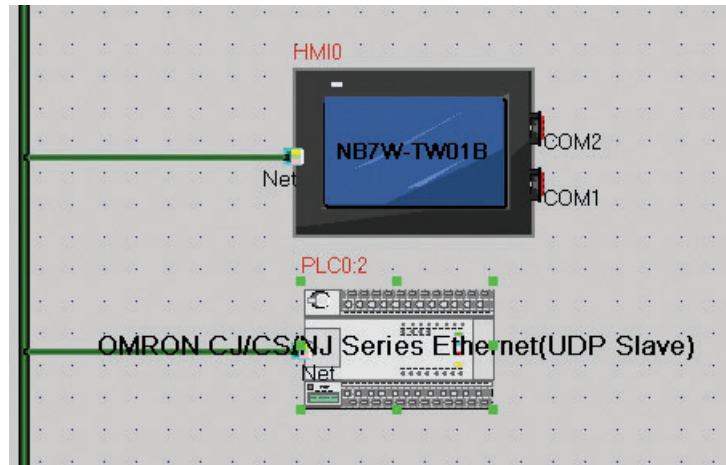 HMI0
NB7W-TW01B
COM2
Net
COM1
PLC0:2
OMRON CJ/CS/NJ Series Ethernet(UDP Slave)
Net